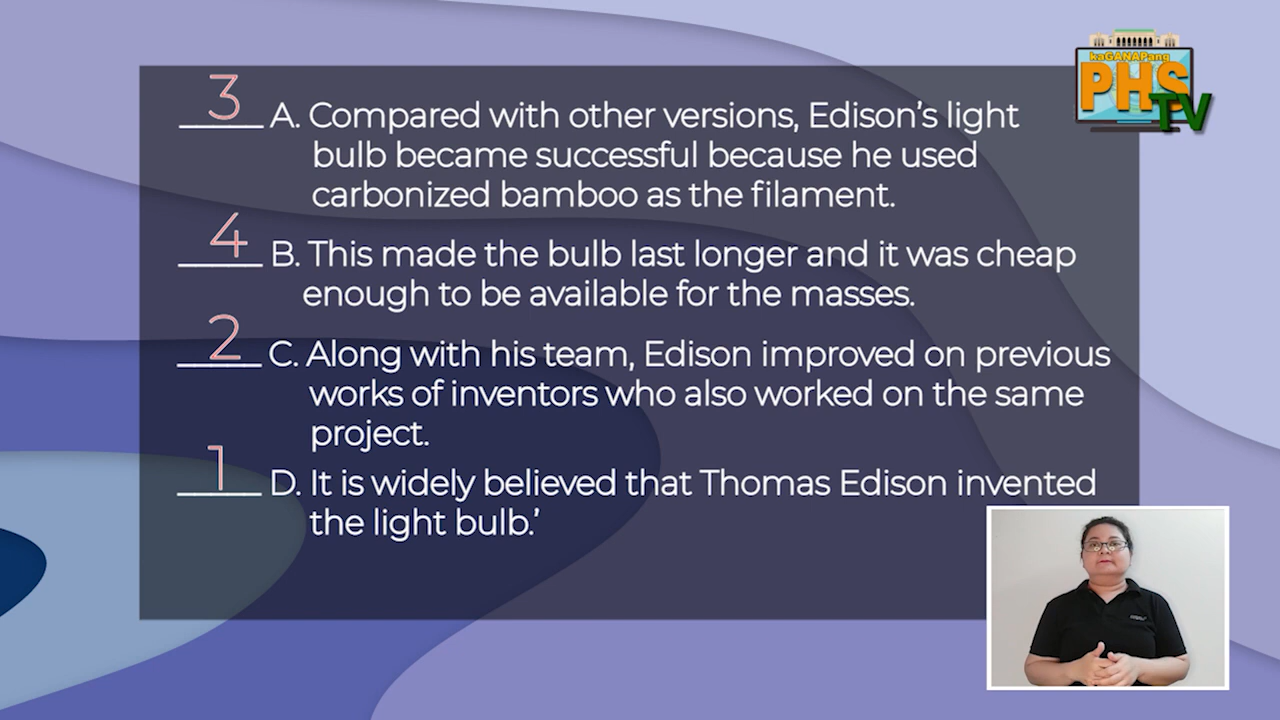 kaGANAPang
PHS
TV
3 A. Compared with other versions, Edison's light
bulb became successful because he used
carbonized bamboo as the filament.
4 B. This made the bulb last longer and it was cheap
enough to be available for the masses.
2 C. Along with his team, Edison improved on previous
works of inventors who also worked on the same
project.
1 D. It is widely believed that Thomas Edison invented
the light bulb.’